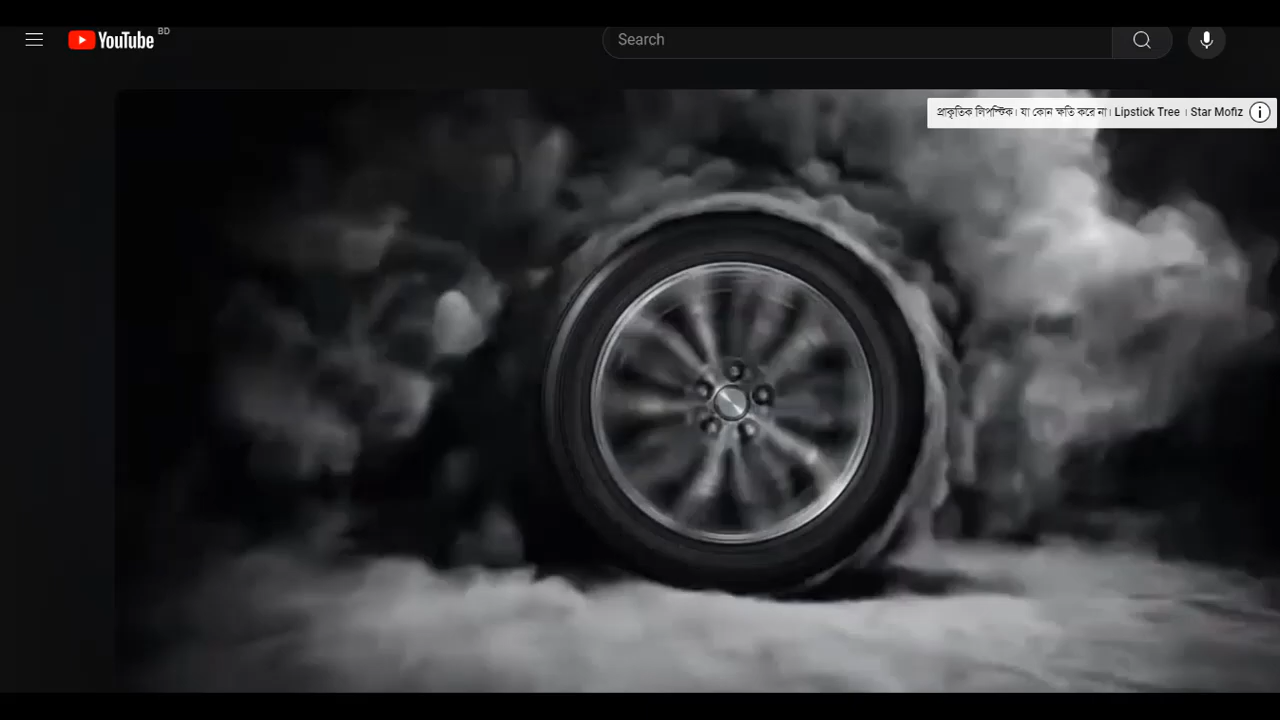 YouTube BD
Search
প্রাকৃতিক লিপস্টিক। যা কোন ক্ষতি করে না। Lipstick Tree । Star Mofiz